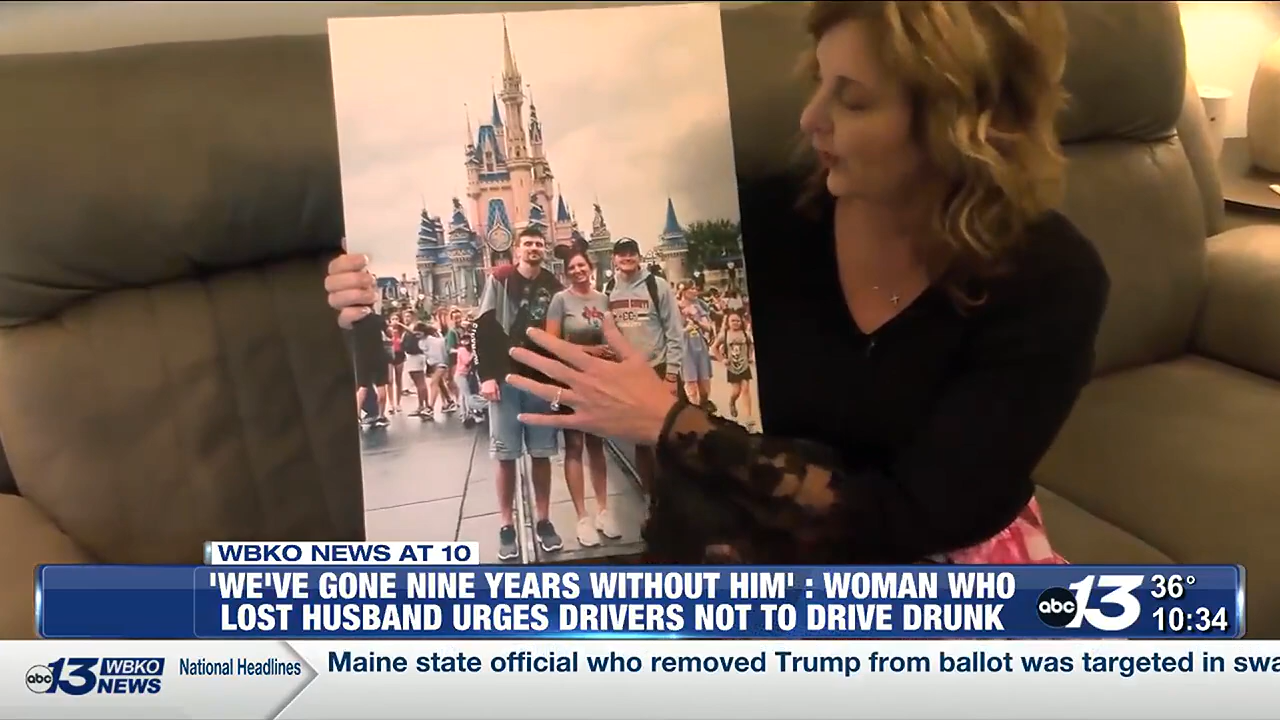 WBKO NEWS AT 10
'WE'VE GONE NINE YEARS WITHOUT HIM' : WOMAN WHO
LOST HUSBAND URGES DRIVERS NOT TO DRIVE DRUNK
abc 13
36°
10:34
abc 13 WBKO NEWS
National Headlines
Maine state official who removed Trump from ballot was targeted in swa